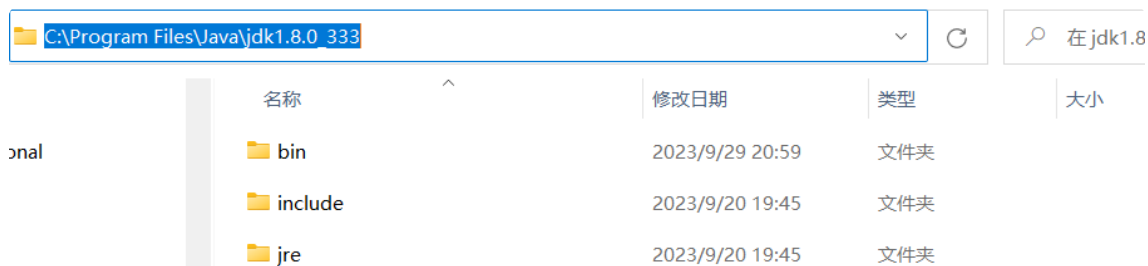 C:\Program Files\Java\jdk1.8.0_333 在 jdk1.8
名称 修改日期 类型 大小
onal bin 2023/9/29 20:59 文件夹
include 2023/9/20 19:45 文件夹
jre 2023/9/20 19:45 文件夹